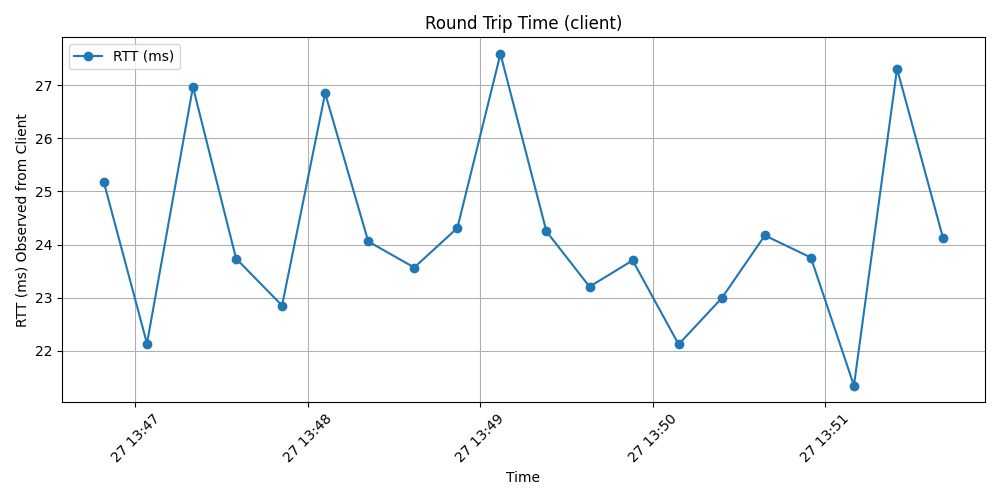 Round Trip Time (client)
RTT (ms)
RTT (ms) Observed from Client
27
26
25
24
23
22
27 13:47
27 13:48
27 13:49
27 13:50
27 13:51
Time